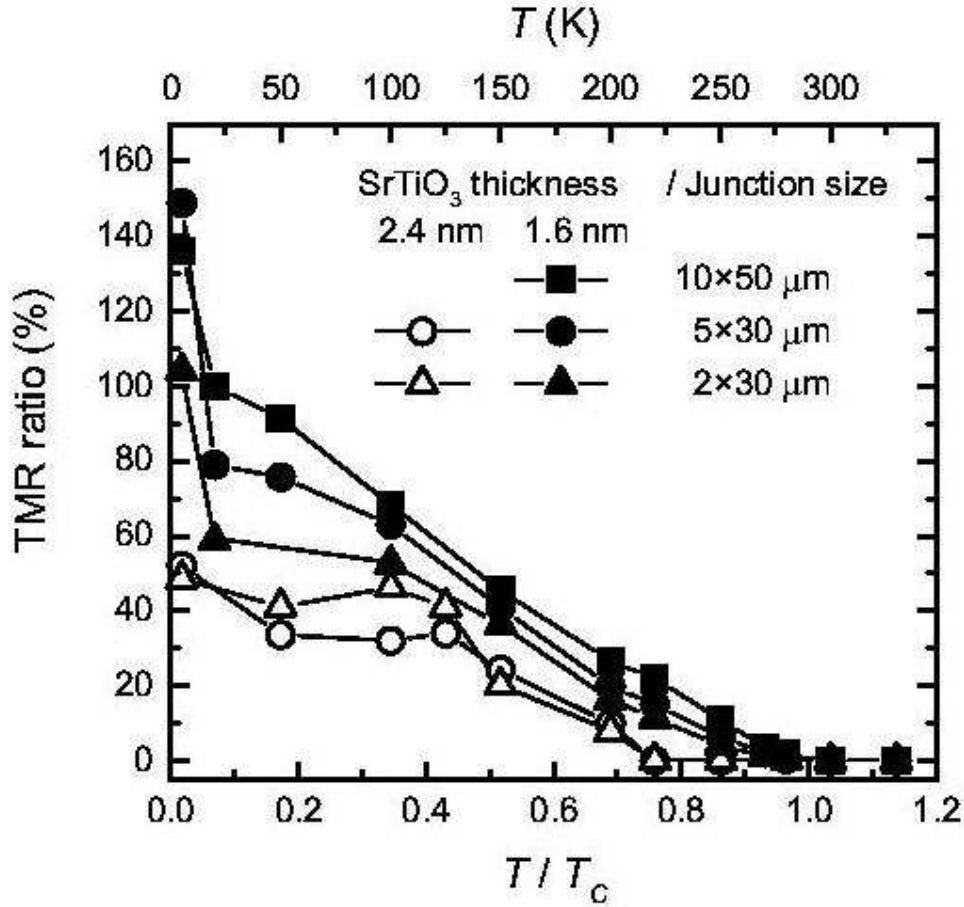 T (K)
0 50 100 150 200 250 300
160
140
120
100
80
60
40
20
0
TMR ratio (%)
SrTiO₃ thickness / Junction size
2.4 nm 1.6 nm
10×50 μm
5×30 μm
2×30 μm
0.0 0.2 0.4 0.6 0.8 1.0 1.2
T / T_C